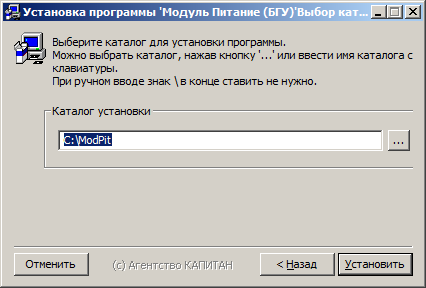 Установка программы 'Модуль Питание (БГУ)'Выбор кат...
Выберите каталог для установки программы.
Можно выбрать каталог, нажав кнопку '...' или ввести имя каталога с
клавиатуры.
При ручном вводе знак \ в конце ставить не нужно.
Каталог установки
C:\ModPit
...
Отменить
(c) Агентство КАПИТАН
< Назад
Установить